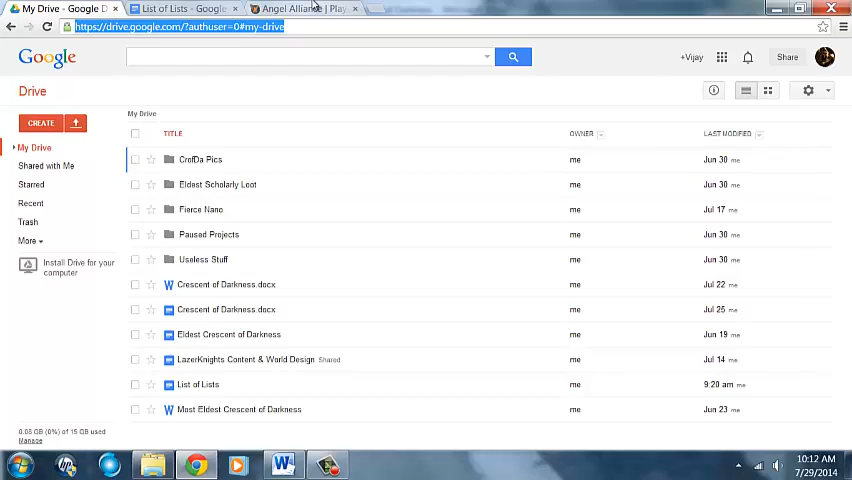 My Drive - Google D
List of Lists - Google
Angel Alliance | Play
https://drive.google.com/?authuser=0#my-drive
Google
+Vijay
Share
Drive
CREATE
My Drive
Shared with Me
Starred
Recent
Trash
More
Install Drive for your
computer
0.08 GB (0%) of 15 GB used
Manage
My Drive
TITLE OWNER LAST MODIFIED
CrofDa Pics me Jun 30 me
Eldest Scholarly Loot me Jun 30 me
Fierce Nano me Jul 17 me
Paused Projects me Jun 30 me
Useless Stuff me Jun 30 me
Crescent of Darkness.docx me Jul 22 me
Crescent of Darkness.docx me Jul 25 me
Eldest Crescent of Darkness me Jun 19 me
LazerKnights Content & World Design Shared me Jul 14 me
List of Lists me 9:20 am me
Most Eldest Crescent of Darkness me Jun 23 me
10:12 AM
7/29/2014